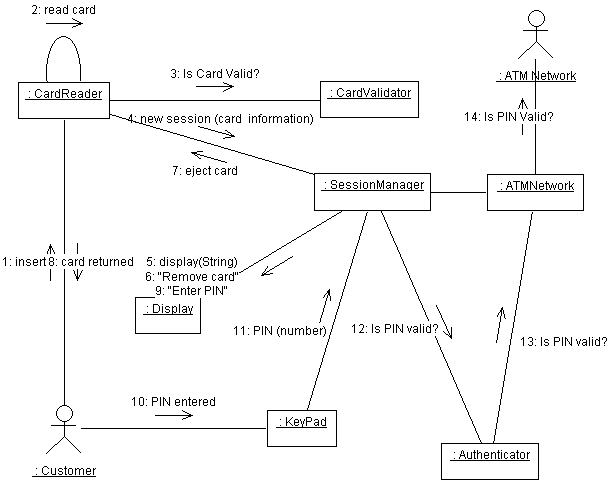 2: read card
: CardReader
3: Is Card Valid?
: CardValidator
: ATM Network
14: Is PIN Valid?
4: new session (card information)
7: eject card
: SessionManager
: ATMNetwork
1: insert
8: card returned
5: display(String)
6: "Remove card"
9: "Enter PIN"
: Display
11: PIN (number)
12: Is PIN valid?
13: Is PIN valid?
10: PIN entered
: KeyPad
: Customer
: Authenticator